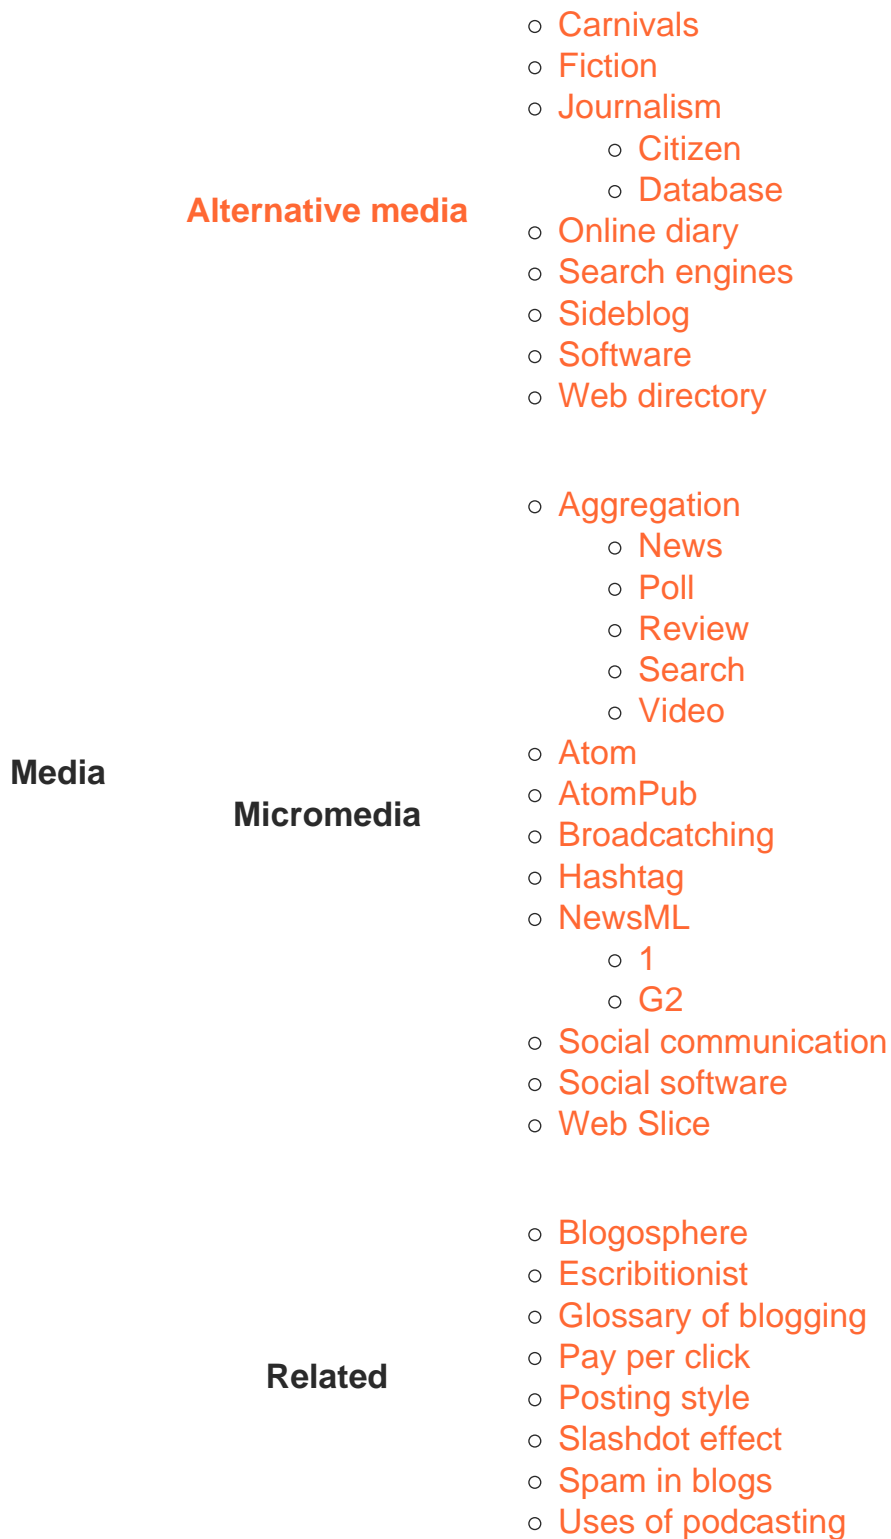 Media
Alternative media
Carnivals
Fiction
Journalism
Citizen
Database
Online diary
Search engines
Sideblog
Software
Web directory
Micromedia
Aggregation
News
Poll
Review
Search
Video
Atom
AtomPub
Broadcatching
Hashtag
NewsML
1
G2
Social communication
Social software
Web Slice
Related
Blogosphere
Escribitionist
Glossary of blogging
Pay per click
Posting style
Slashdot effect
Spam in blogs
Uses of podcasting